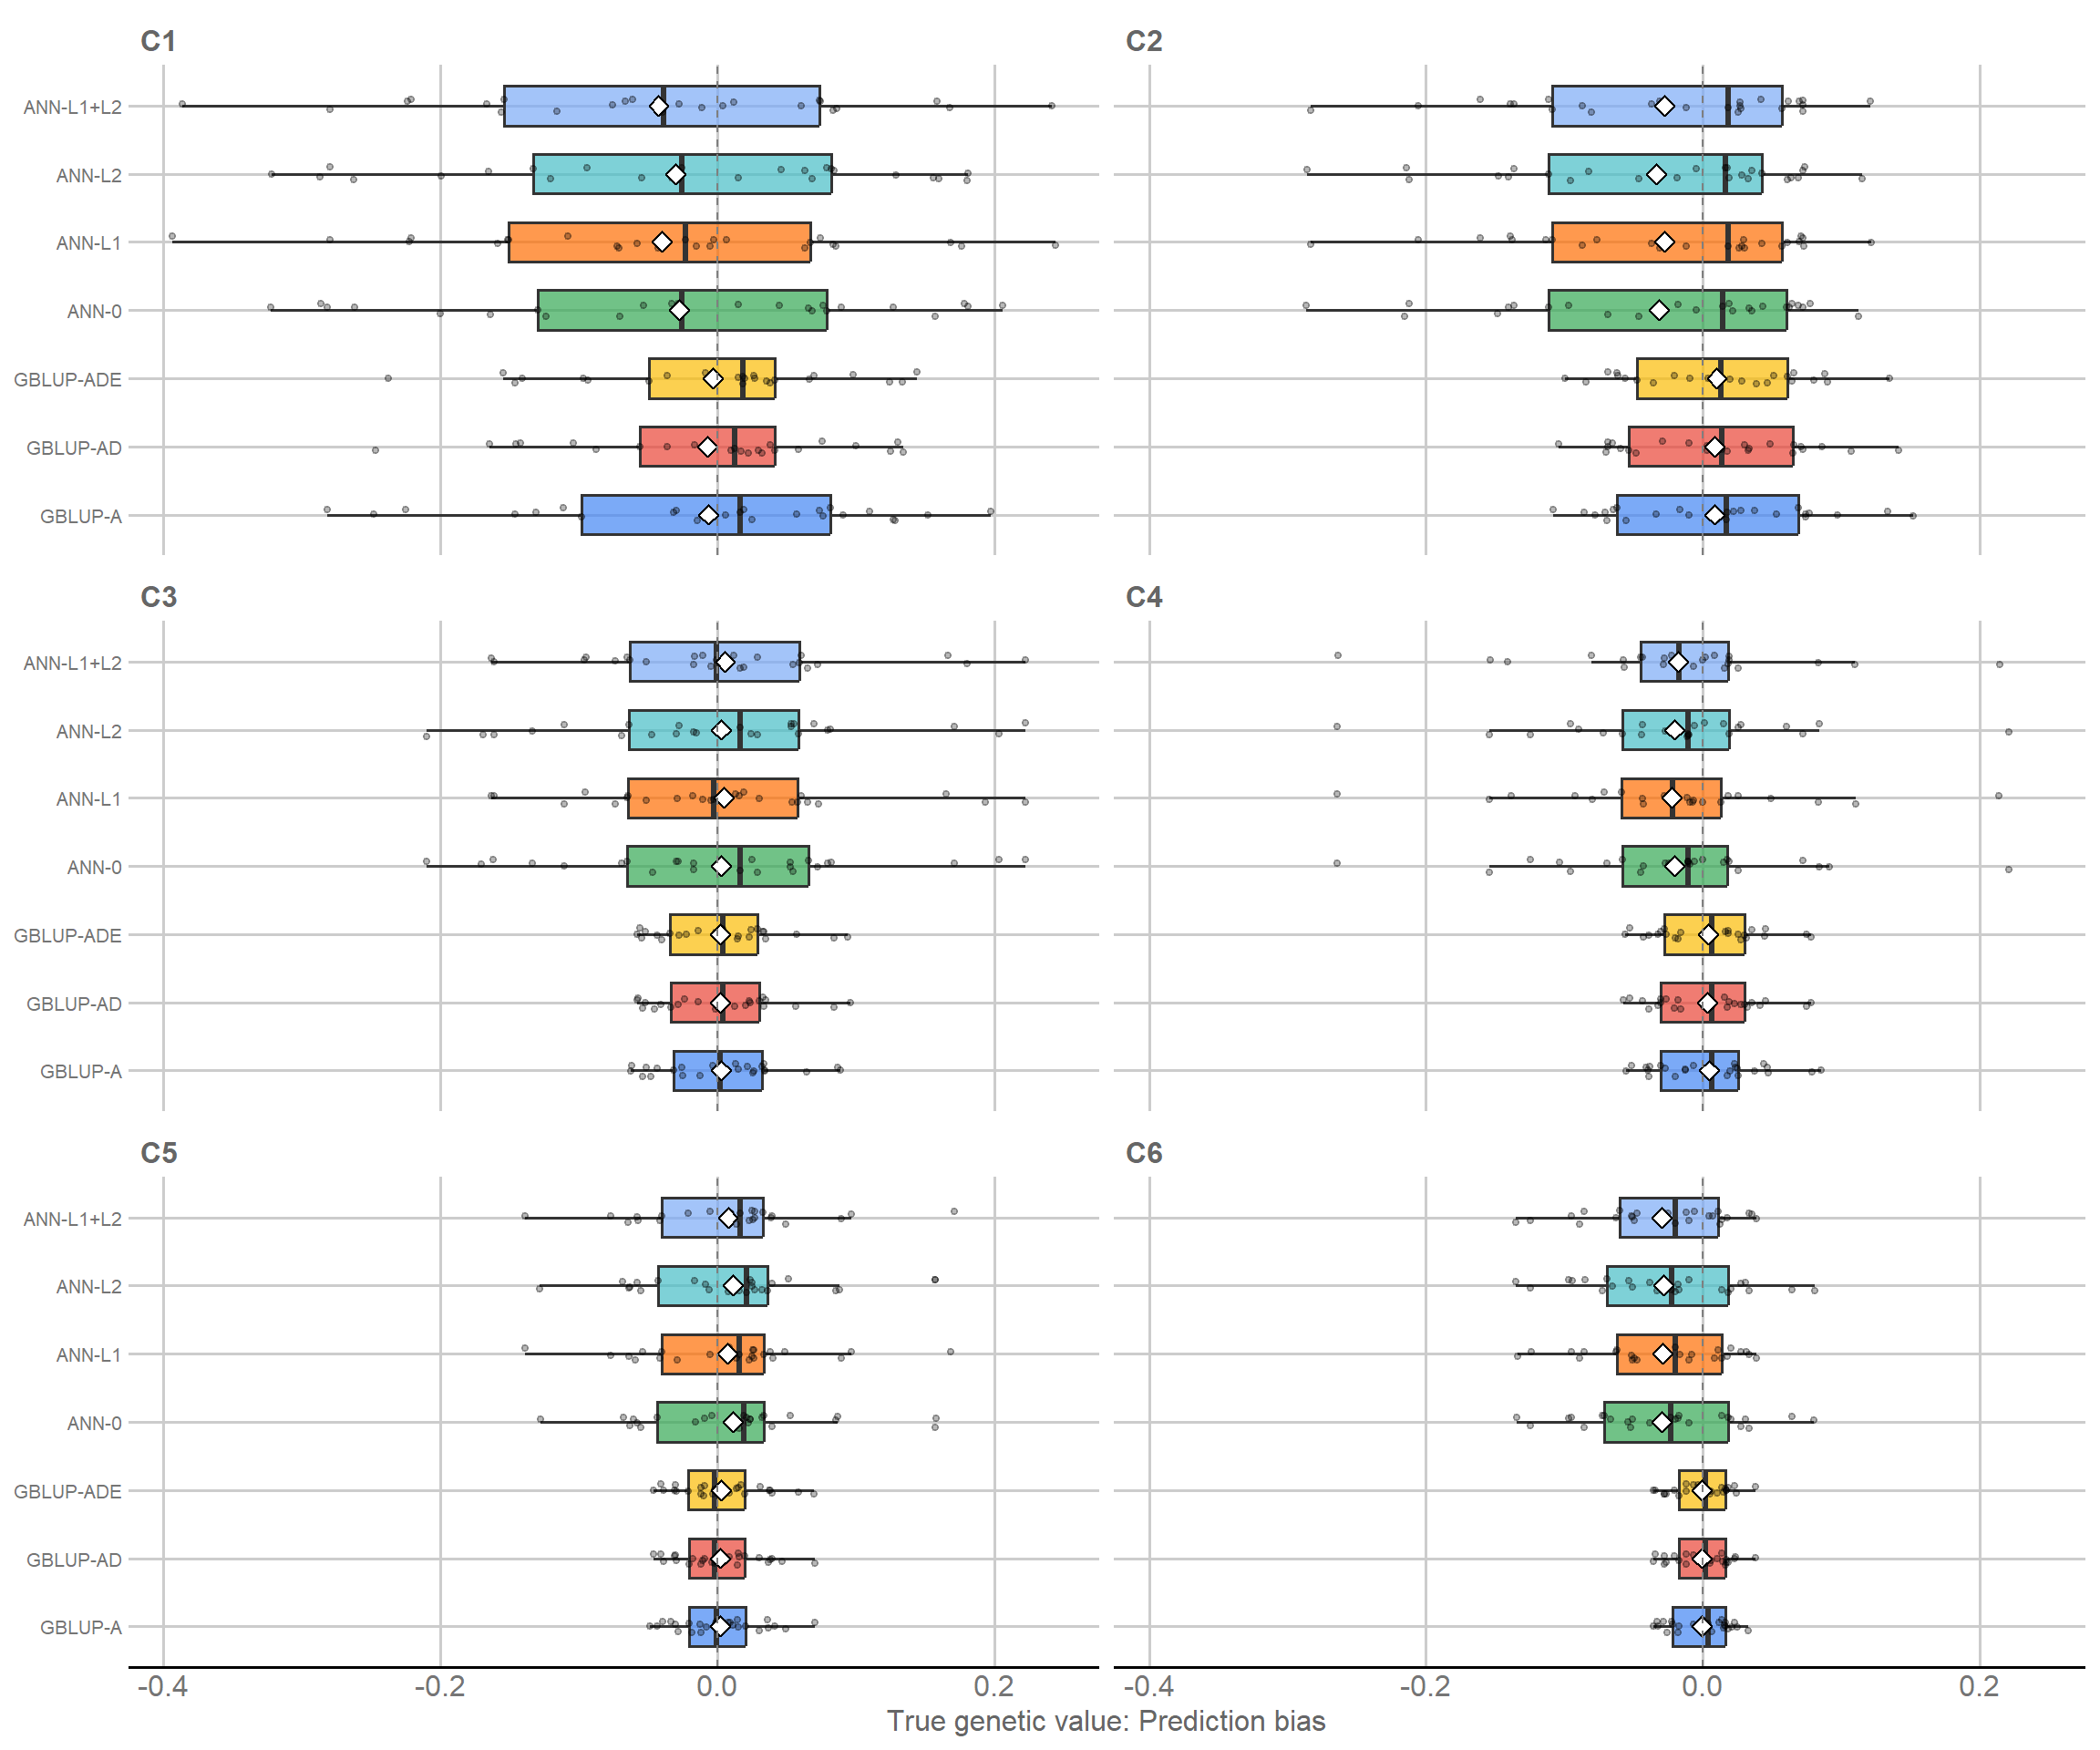 C1 C2
ANN-L1+L2
ANN-L2
ANN-L1
ANN-0
GBLUP-ADE
GBLUP-AD
GBLUP-A
C3 C4
ANN-L1+L2
ANN-L2
ANN-L1
ANN-0
GBLUP-ADE
GBLUP-AD
GBLUP-A
C5 C6
ANN-L1+L2
ANN-L2
ANN-L1
ANN-0
GBLUP-ADE
GBLUP-AD
GBLUP-A
-0.4 -0.2 0.0 0.2 -0.4 -0.2 0.0 0.2
True genetic value: Prediction bias